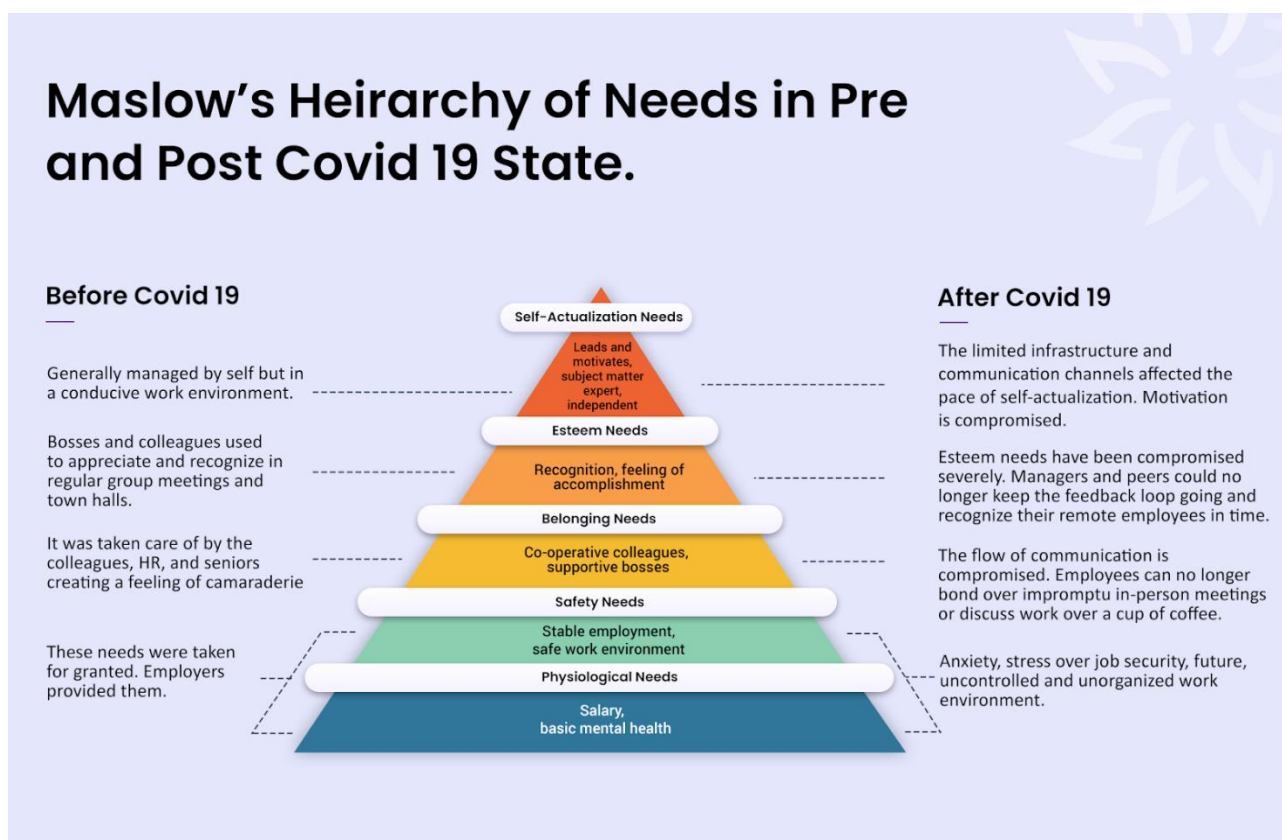 Maslow's Heirarchy of Needs in Pre
and Post Covid 19 State.
Before Covid 19
Generally managed by self but in
a conducive work environment.
Bosses and colleagues used
to appreciate and recognize in
regular group meetings and
town halls.
It was taken care of by the
colleagues, HR, and seniors
creating a feeling of camaraderie
These needs were taken
for granted. Employers
provided them.
Self-Actualization Needs
Leads and
motivates,
subject matter
expert,
independent
Esteem Needs
Recognition, feeling of
accomplishment
Belonging Needs
Co-operative colleagues,
supportive bosses
Safety Needs
Stable employment,
safe work environment
Physiological Needs
Salary,
basic mental health
After Covid 19
The limited infrastructure and
communication channels affected the
pace of self-actualization. Motivation
is compromised.
Esteem needs have been compromised
severely. Managers and peers could no
longer keep the feedback loop going and
recognize their remote employees in time.
The flow of communication is
compromised. Employees can no longer
bond over impromptu in-person meetings
or discuss work over a cup of coffee.
Anxiety, stress over job security, future,
uncontrolled and unorganized work
environment.